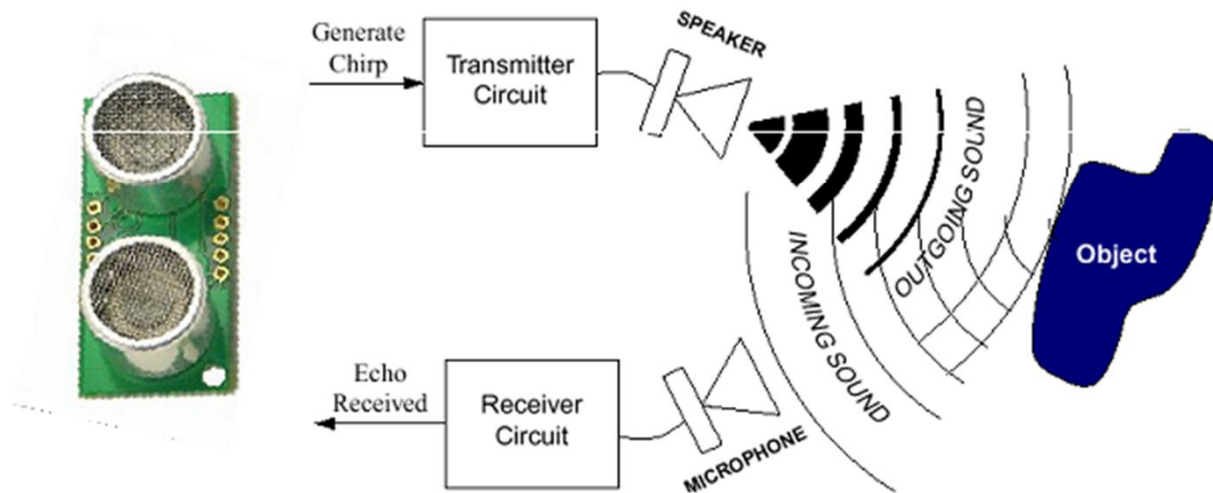 Generate
Chirp
Transmitter
Circuit
SPEAKER
OUTGOING SOUND
INCOMING SOUND
Object
Echo
Received
Receiver
Circuit
MICROPHONE